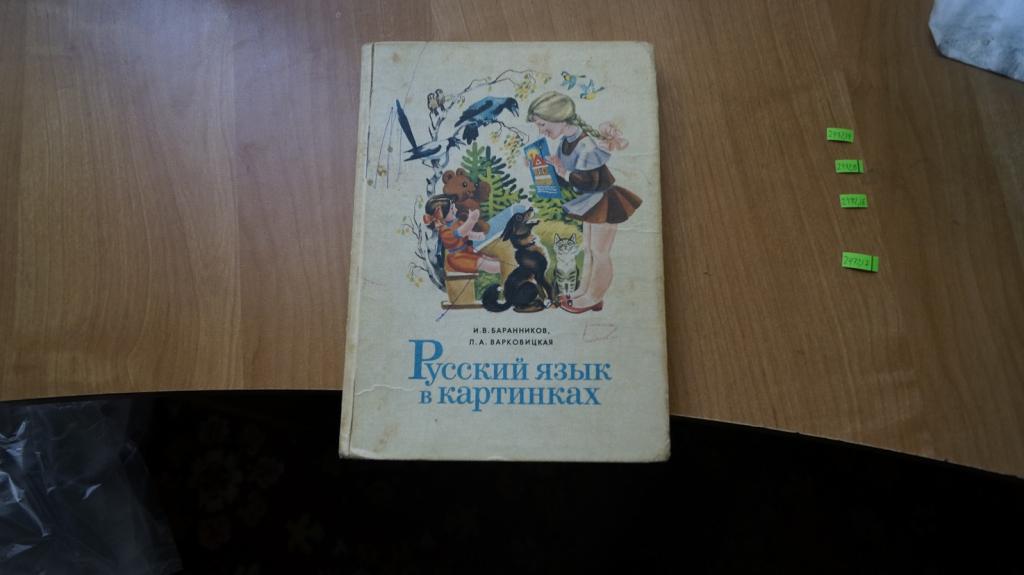 И. В. БАРАННИКОВ,
Л. А. ВАРКОВИЦКАЯ
Русский язык
в картинках